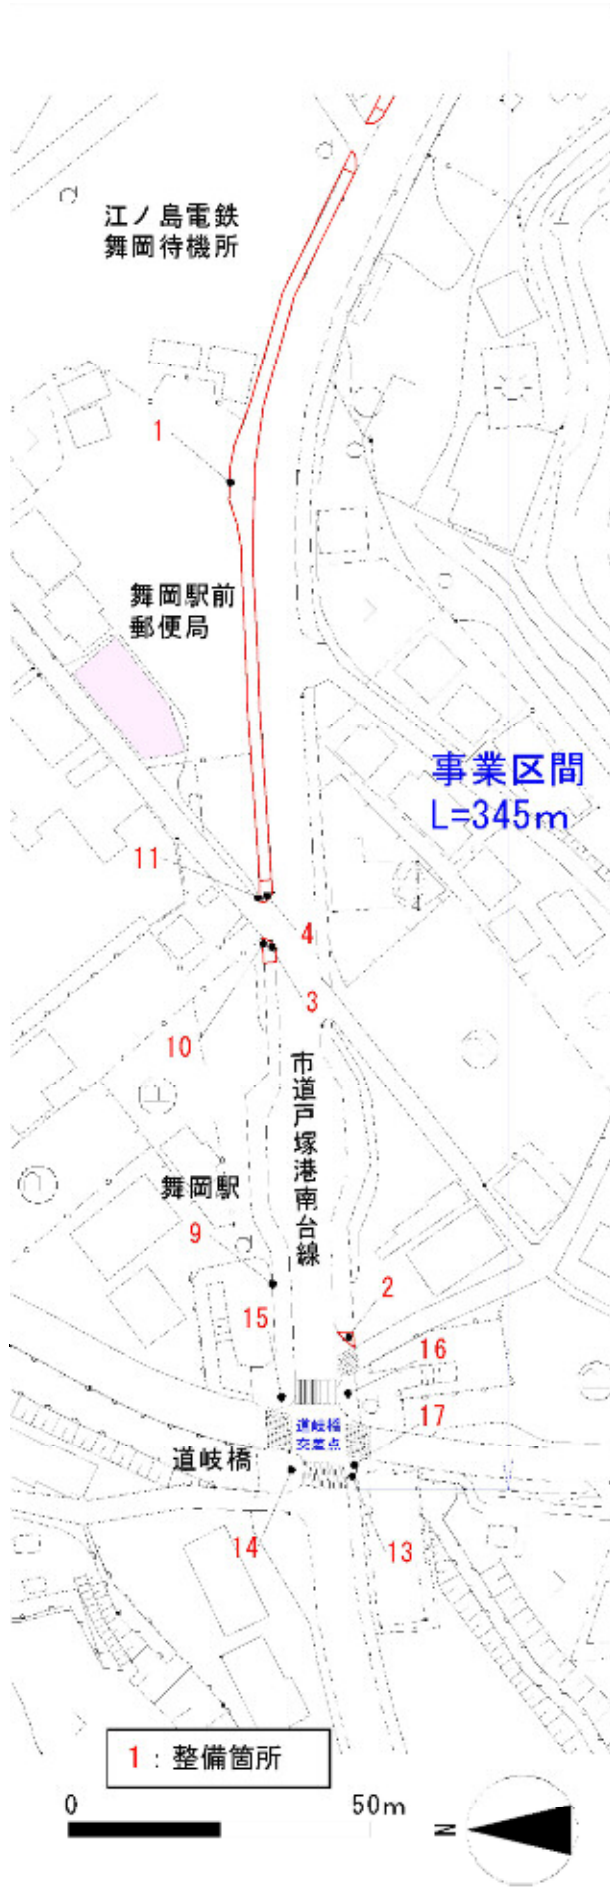 江ノ島電鉄
舞岡待機所
1
舞岡駅前
郵便局
事業区間
L=345m
11
4
3
10
市道戸塚港南台線
舞岡駅
9
2
15
16
17
道岐橋
交差点
道岐橋
14
13
1：整備箇所
0
50m
N